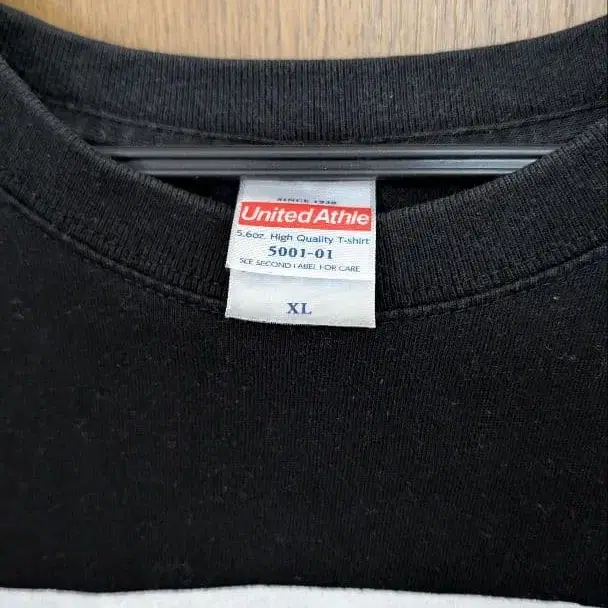 SINCE 1938
United Athle
5.6oz. High Quality T-shirt
5001-01
SEE SECOND LABEL FOR CARE
XL